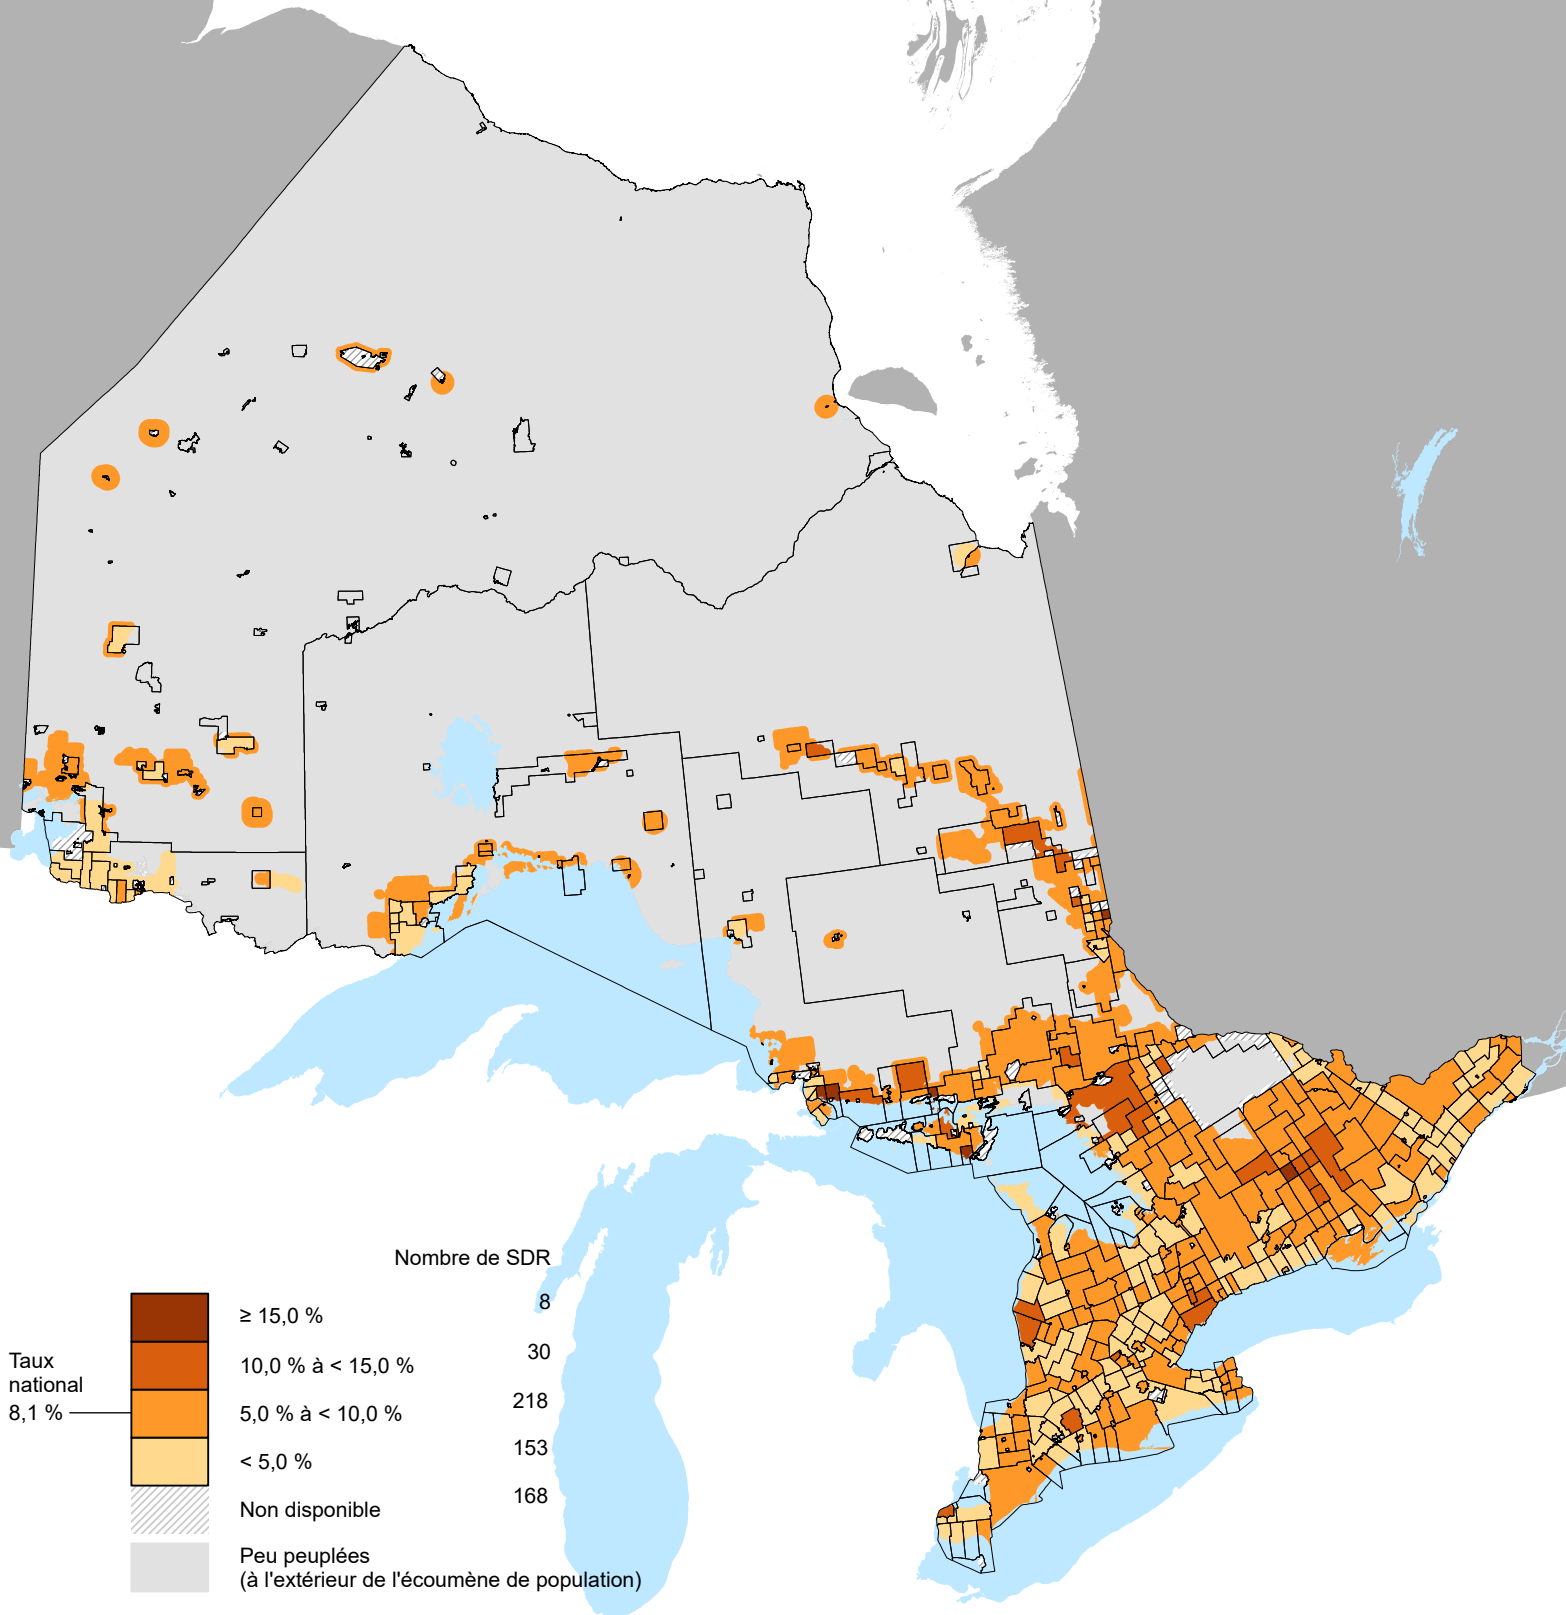 Nombre de SDR
≥ 15,0 % 8
10,0 % à < 15,0 % 30
Taux
national
8,1 %
5,0 % à < 10,0 % 218
< 5,0 % 153
Non disponible 168
Peu peuplées
(à l'extérieur de l'écoumène de population)